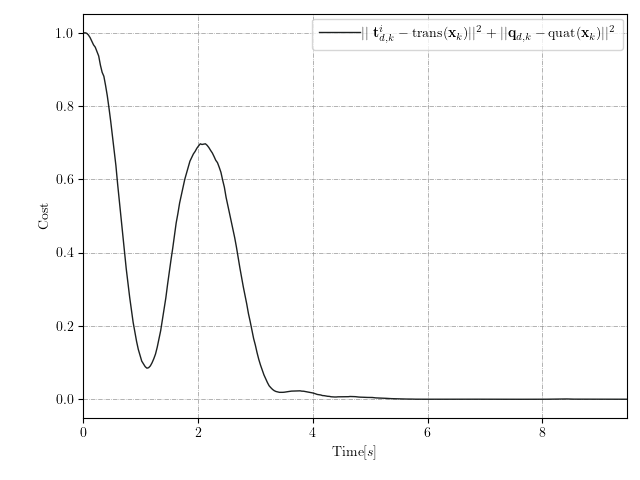 || t^i_{d,k} − trans(x_k)||^2 + ||q_{d,k} − quat(x_k)||^2
1.0
0.8
0.6
0.4
0.2
0.0
Cost
0 2 4 6 8
Time[s]